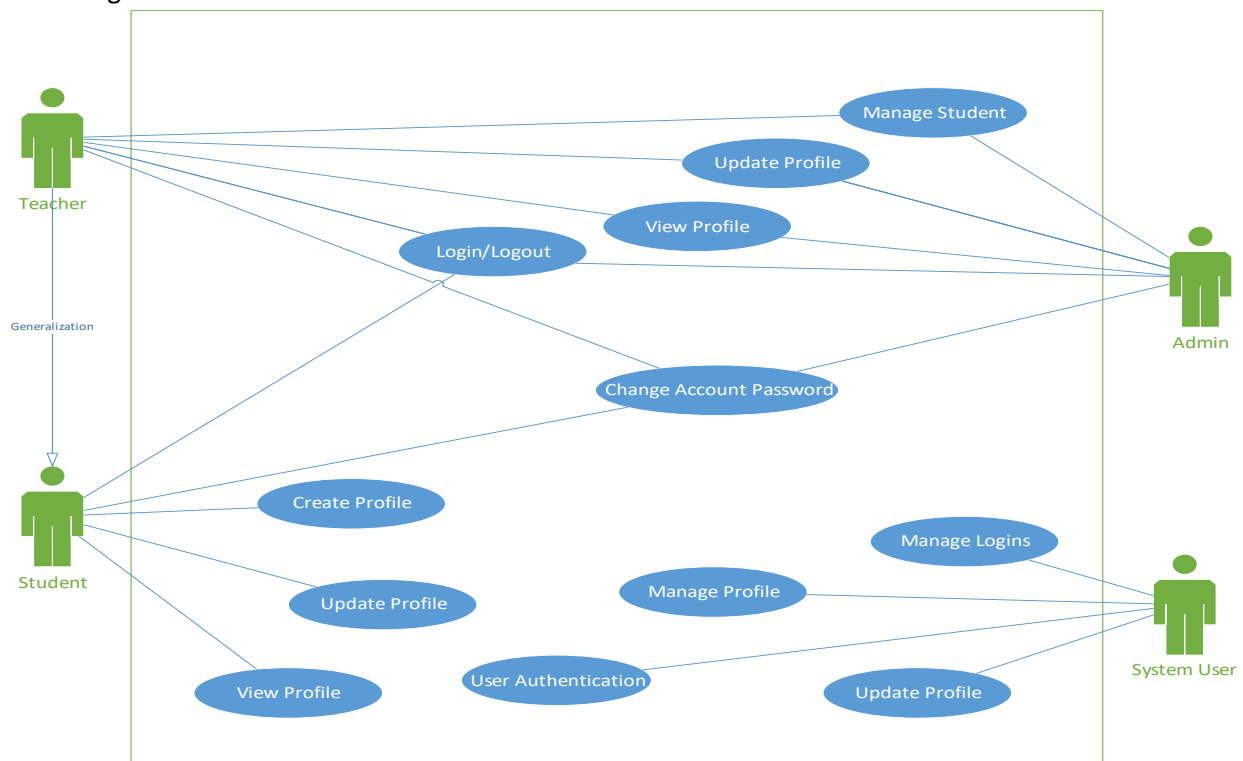 Manage Student
Update Profile
Teacher
View Profile
Login/Logout
Generalization
Admin
Change Account Password
Create Profile
Manage Logins
Student
Manage Profile
Update Profile
System User
User Authentication
View Profile
Update Profile